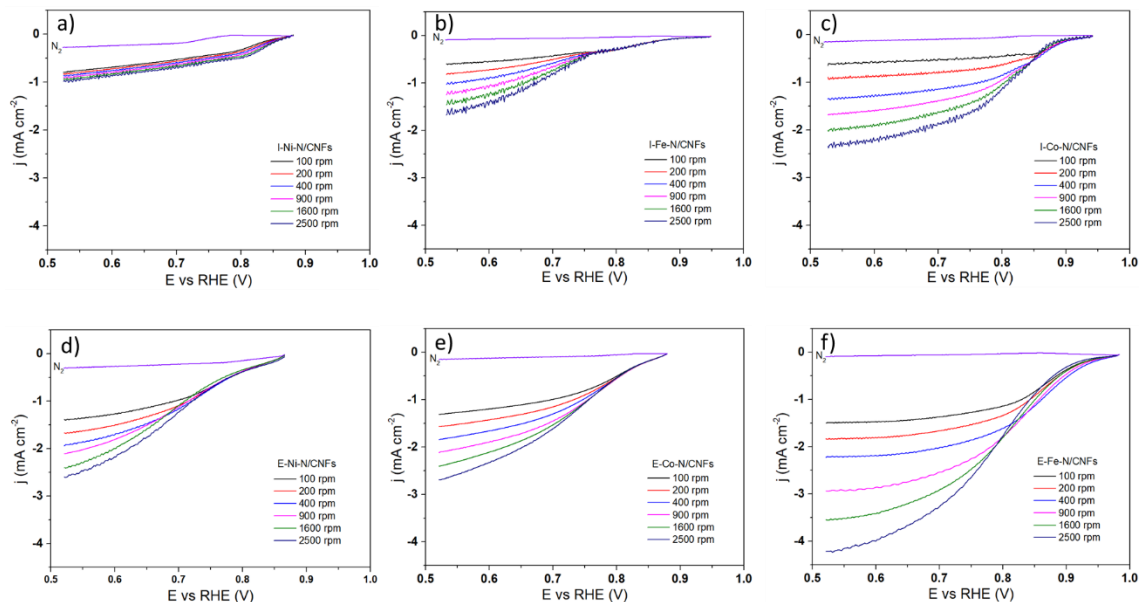 a)
0
-1
-2
-3
-4
j (mA cm⁻²)
N₂
I-Ni-N/CNFs
100 rpm
200 rpm
400 rpm
900 rpm
1600 rpm
2500 rpm
0.5 0.6 0.7 0.8 0.9 1.0
E vs RHE (V)
b)
0
-1
-2
-3
-4
j (mA cm⁻²)
N₂
I-Fe-N/CNFs
100 rpm
200 rpm
400 rpm
900 rpm
1600 rpm
2500 rpm
0.5 0.6 0.7 0.8 0.9 1.0
E vs RHE (V)
c)
0
-1
-2
-3
-4
j (mA cm⁻²)
N₂
I-Co-N/CNFs
100 rpm
200 rpm
400 rpm
900 rpm
1600 rpm
2500 rpm
0.5 0.6 0.7 0.8 0.9 1.0
E vs RHE (V)
d)
0
-1
-2
-3
-4
j (mA cm⁻²)
N₂
E-Ni-N/CNFs
100 rpm
200 rpm
400 rpm
900 rpm
1600 rpm
2500 rpm
0.5 0.6 0.7 0.8 0.9 1.0
E vs RHE (V)
e)
0
-1
-2
-3
-4
j (mA cm⁻²)
N₂
E-Co-N/CNFs
100 rpm
200 rpm
400 rpm
900 rpm
1600 rpm
2500 rpm
0.5 0.6 0.7 0.8 0.9 1.0
E vs RHE (V)
f)
0
-1
-2
-3
-4
j (mA cm⁻²)
N₂
E-Fe-N/CNFs
100 rpm
200 rpm
400 rpm
900 rpm
1600 rpm
2500 rpm
0.5 0.6 0.7 0.8 0.9 1.0
E vs RHE (V)